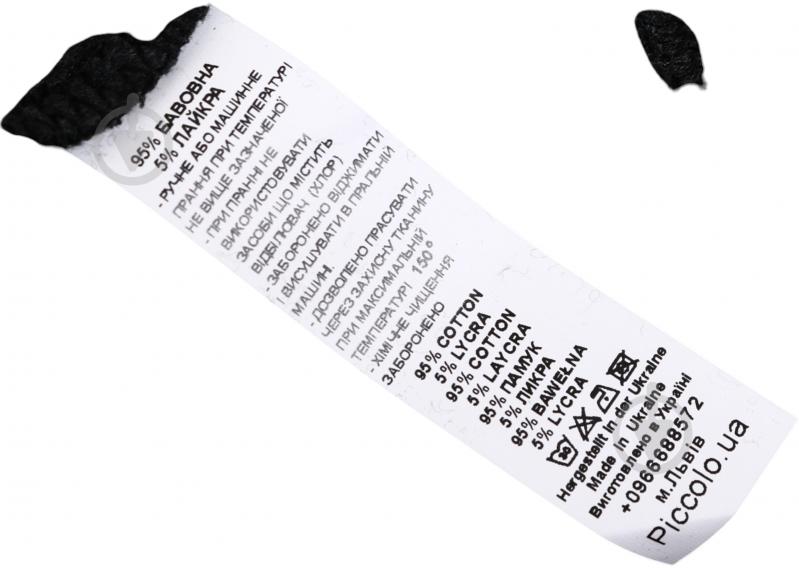 95% БАВОВНА
5% ЛАЙКРА
- РУЧНЕ АБО МАШИННЕ
ПРАННЯ ПРИ ТЕМПЕРАТУРІ
НЕ ВИЩЕ ЗАЗНАЧЕНОЇ
- ПРИ ПРАННІ НЕ
ВИКОРИСТОВУВАТИ
ЗАСОБИ ЩО МІСТИТЬ
ВІДБІЛЮВАЧ (ХЛОР)
- ЗАБОРОНЕНО ВІДЖИМАТИ
І ВИСУШУВАТИ В ПРАЛЬНІЙ
МАШИНІ.
- ДОЗВОЛЕНО ПРАСУВАТИ
ЧЕРЕЗ ЗАХИСНУ ТКАНИНУ
ПРИ МАКСИМАЛЬНІЙ
ТЕМПЕРАТУРІ 150°
- ХІМІЧНЕ ЧИЩЕННЯ
ЗАБОРОНЕНО
95% COTTON
5% LYCRA
95% COTTON
5% LAYCRA
95% ПАМУК
5% ЛИКРА
95% BAWEŁNA
5% LYCRA
30
Hergestellt in der Ukraine
Made in Ukraine
Виготовлено в Україні
+0966688572
м.Львів
Piccolo.ua